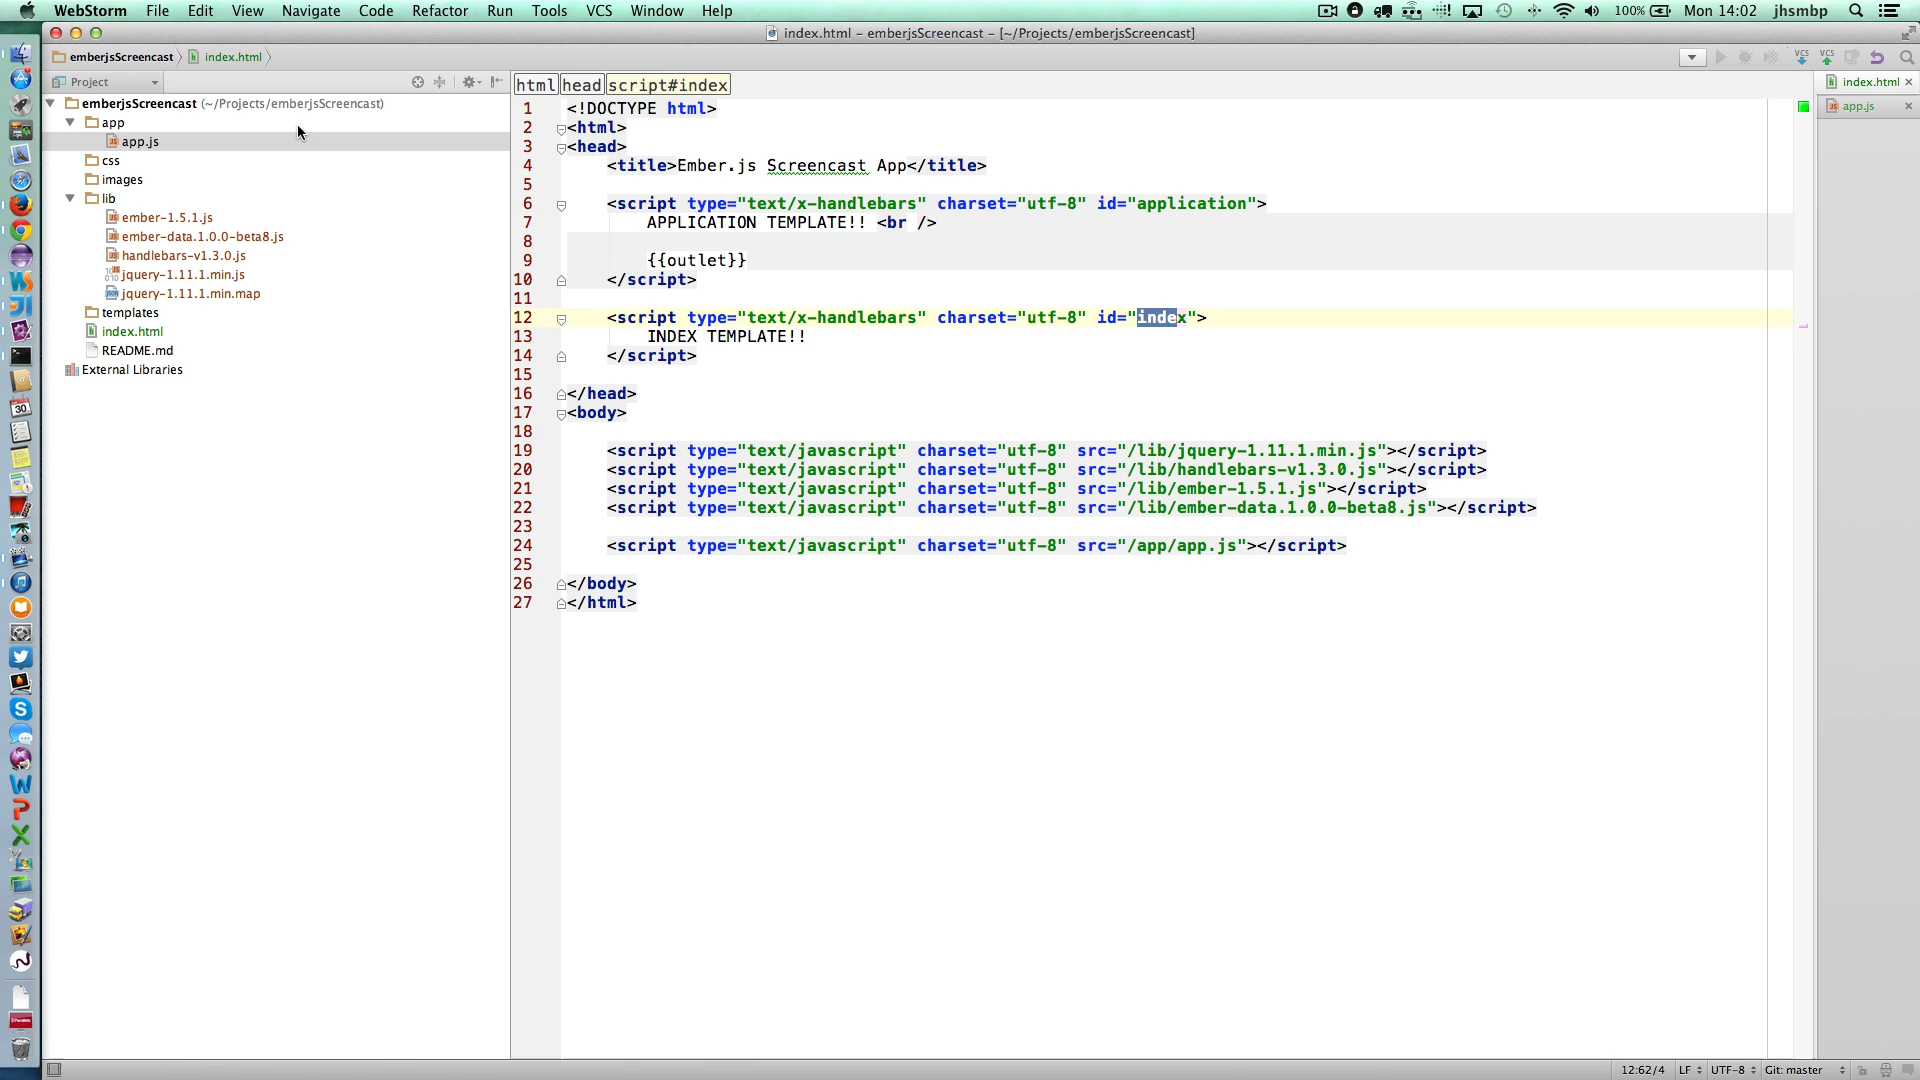 WebStorm File Edit View Navigate Code Refactor Run Tools VCS Window Help 100% Mon 14:02 jhsmbp
index.html – emberjsScreencast – [~/Projects/emberjsScreencast]
emberjsScreencast index.html VCS VCS
Project
html head script#index
index.html
app.js
emberjsScreencast (~/Projects/emberjsScreencast)
app
app.js
css
images
lib
ember-1.5.1.js
ember-data.1.0.0-beta8.js
handlebars-v1.3.0.js
jquery-1.11.1.min.js
jquery-1.11.1.min.map
templates
index.html
README.md
External Libraries
1 <!DOCTYPE html>
2 <html>
3 <head>
4 <title>Ember.js Screencast App</title>
5
6 <script type="text/x-handlebars" charset="utf-8" id="application">
7 APPLICATION TEMPLATE!! <br />
8
9 {{outlet}}
10 </script>
11
12 <script type="text/x-handlebars" charset="utf-8" id="index">
13 INDEX TEMPLATE!!
14 </script>
15
16 </head>
17 <body>
18
19 <script type="text/javascript" charset="utf-8" src="/lib/jquery-1.11.1.min.js"></script>
20 <script type="text/javascript" charset="utf-8" src="/lib/handlebars-v1.3.0.js"></script>
21 <script type="text/javascript" charset="utf-8" src="/lib/ember-1.5.1.js"></script>
22 <script type="text/javascript" charset="utf-8" src="/lib/ember-data.1.0.0-beta8.js"></script>
23
24 <script type="text/javascript" charset="utf-8" src="/app/app.js"></script>
25
26 </body>
27 </html>
12:62/4 LF UTF-8 Git: master